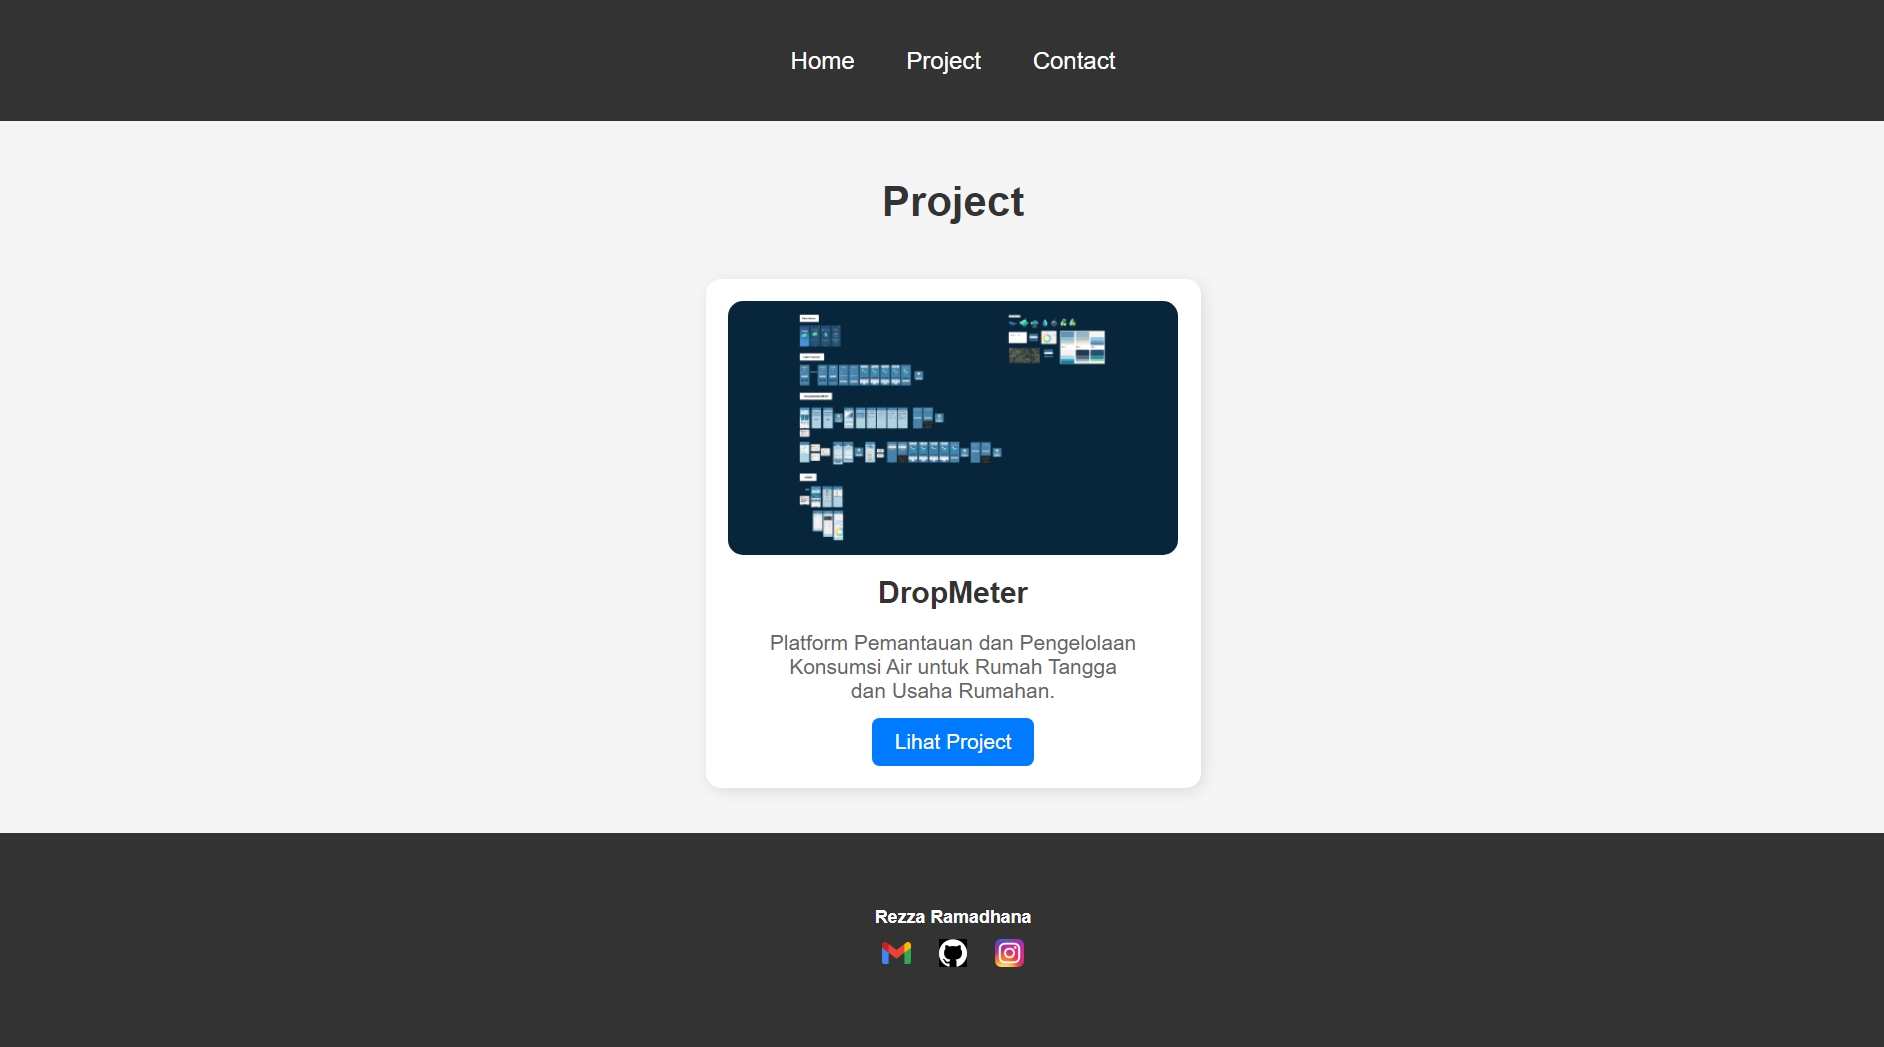 Home Project Contact
Project
DropMeter
Platform Pemantauan dan Pengelolaan
Konsumsi Air untuk Rumah Tangga
dan Usaha Rumahan.
Lihat Project
Rezza Ramadhana